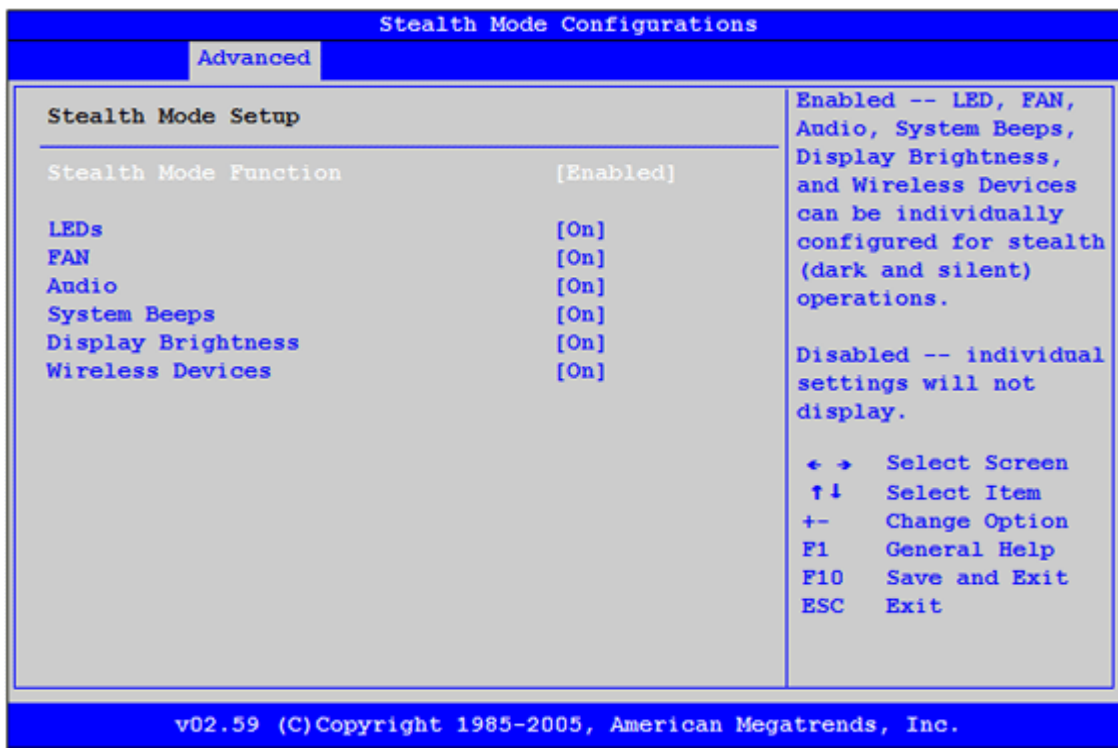 Stealth Mode Configurations
Advanced
Stealth Mode Setup
Stealth Mode Function [Enabled]
LEDs [On]
FAN [On]
Audio [On]
System Beeps [On]
Display Brightness [On]
Wireless Devices [On]
Enabled -- LED, FAN,
Audio, System Beeps,
Display Brightness,
and Wireless Devices
can be individually
configured for stealth
(dark and silent)
operations.
Disabled -- individual
settings will not
display.
← → Select Screen
↑↓ Select Item
+- Change Option
F1 General Help
F10 Save and Exit
ESC Exit
v02.59 (C)Copyright 1985-2005, American Megatrends, Inc.